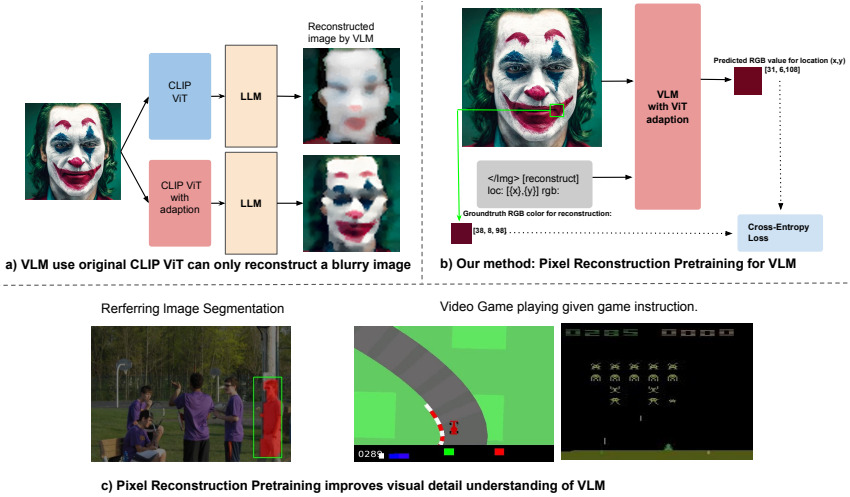 Reconstructed
image by VLM
CLIP
ViT
LLM
CLIP ViT
with
adaption
LLM
a) VLM use original CLIP ViT can only reconstruct a blurry image
VLM
with ViT
adaption
Predicted RGB value for location (x,y)
[31, 6,108]
</Img> [reconstruct]
loc: [{x},{y}] rgb:
Groundtruth RGB color for reconstruction:
[38, 8, 98]
Cross-Entropy
Loss
b) Our method: Pixel Reconstruction Pretraining for VLM
Rerferring Image Segmentation
Video Game playing given game instruction.
0289
0285 0000
c) Pixel Reconstruction Pretraining improves visual detail understanding of VLM